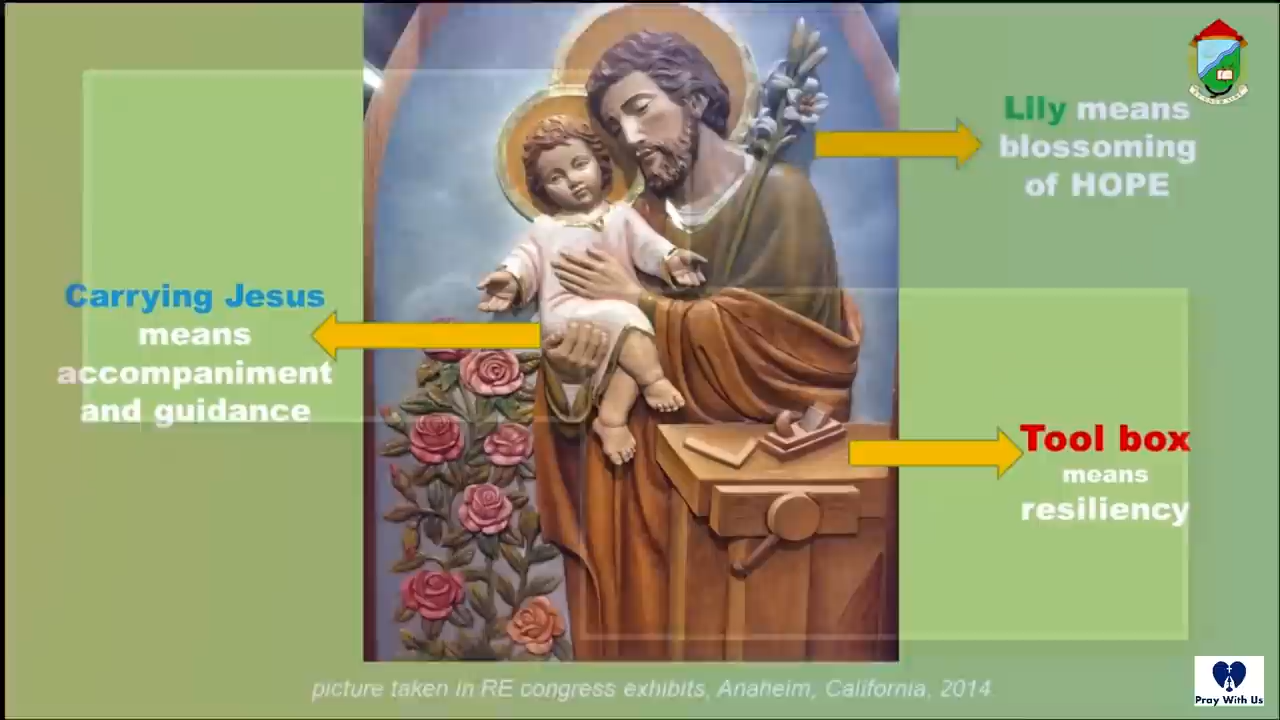 Lily means
blossoming
of HOPE
Carrying Jesus
means
accompaniment
and guidance
Tool box
means
resiliency
picture taken in RE congress exhibits, Anaheim, California, 2014
Pray With Us